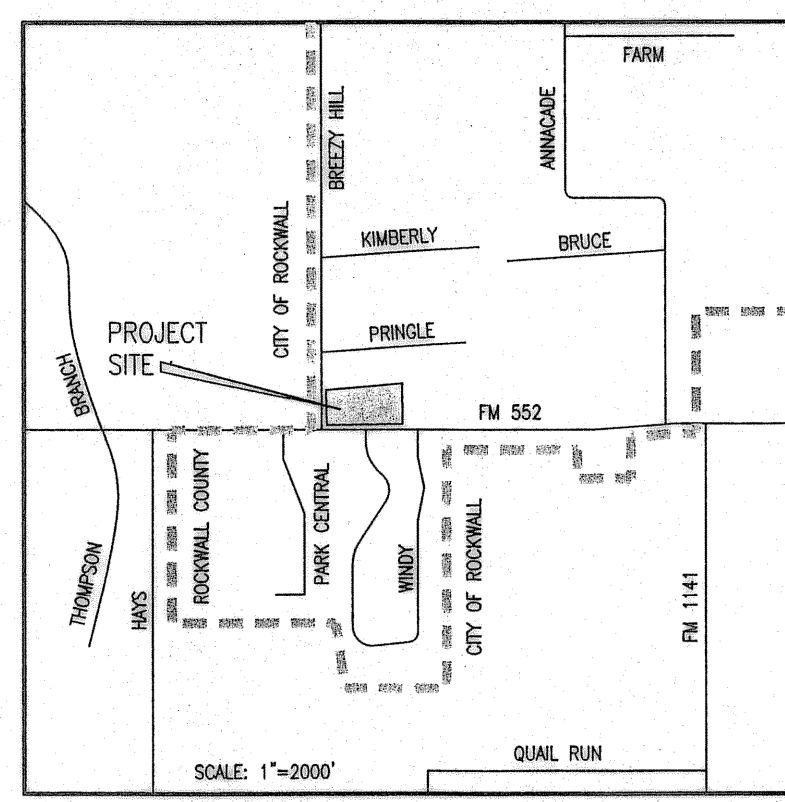 FARM
ANNACADE
BREEZY HILL
CITY OF ROCKWALL
KIMBERLY
BRUCE
PROJECT
SITE
PRINGLE
BRANCH
FM 552
ROCKWALL COUNTY
PARK CENTRAL
THOMPSON
HAYS
WINDY
CITY OF ROCKWALL
FM 1141
QUAIL RUN
SCALE: 1"=2000'